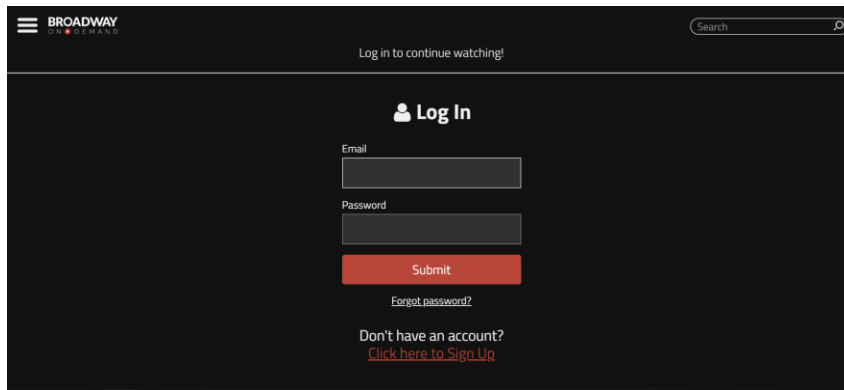 BROADWAY
ON DEMAND
Search
Log in to continue watching!
Log In
Email
Password
Submit
Forgot password?
Don't have an account?
Click here to Sign Up